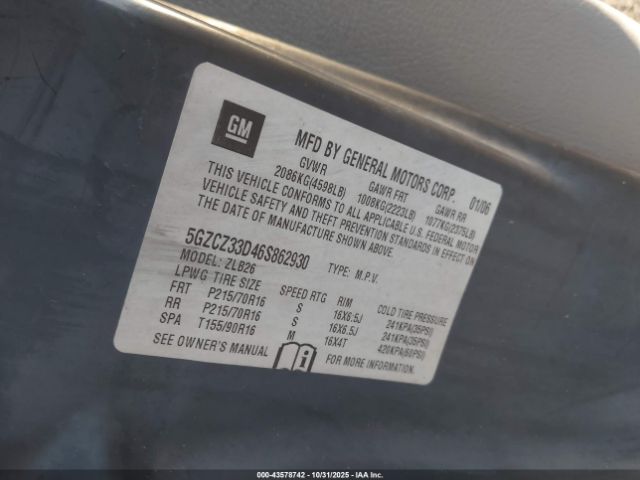 GM
MFD BY GENERAL MOTORS CORP. 01/06
GVWR GAWR FRT GAWR RR
2086KG(4598LB) 1008KG(2223LB) 1077KG(2375LB)
THIS VEHICLE CONFORMS TO ALL APPLICABLE U.S. FEDERAL MOTOR
VEHICLE SAFETY AND THEFT PREVENTION STANDARDS IN EFFECT ON
THE DATE OF MANUFACTURE SHOWN ABOVE.
5GZCZ33D46S862930 TYPE: M.P.V.
MODEL: ZLB26
LPWG TIRE SIZE SPEED RTG RIM COLD TIRE PRESSURE
FRT P215/70R16 S 16X6.5J 241KPA(35PSI)
RR P215/70R16 S 16X6.5J 241KPA(35PSI)
SPA T155/90R16 M 16X4T 420KPA(60PSI)
SEE OWNER'S MANUAL FOR MORE INFORMATION.
000-43578742 - 10/31/2025 - IAAI.COM